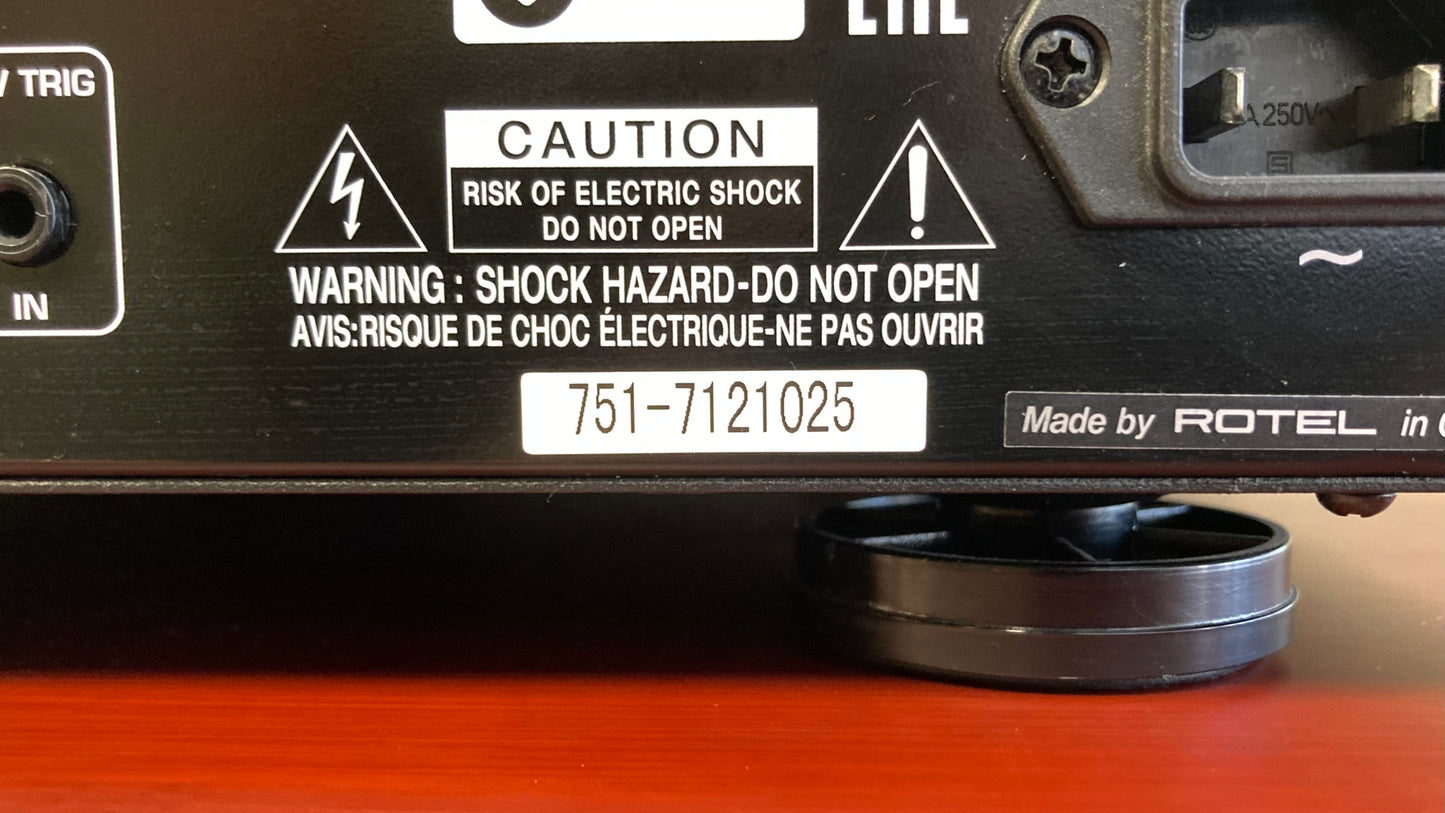 TRIG
IN
CAUTION
RISK OF ELECTRIC SHOCK
DO NOT OPEN
WARNING : SHOCK HAZARD-DO NOT OPEN
AVIS:RISQUE DE CHOC ÉLECTRIQUE-NE PAS OUVRIR
751-7121025
A 250V~
~
Made by ROTEL in